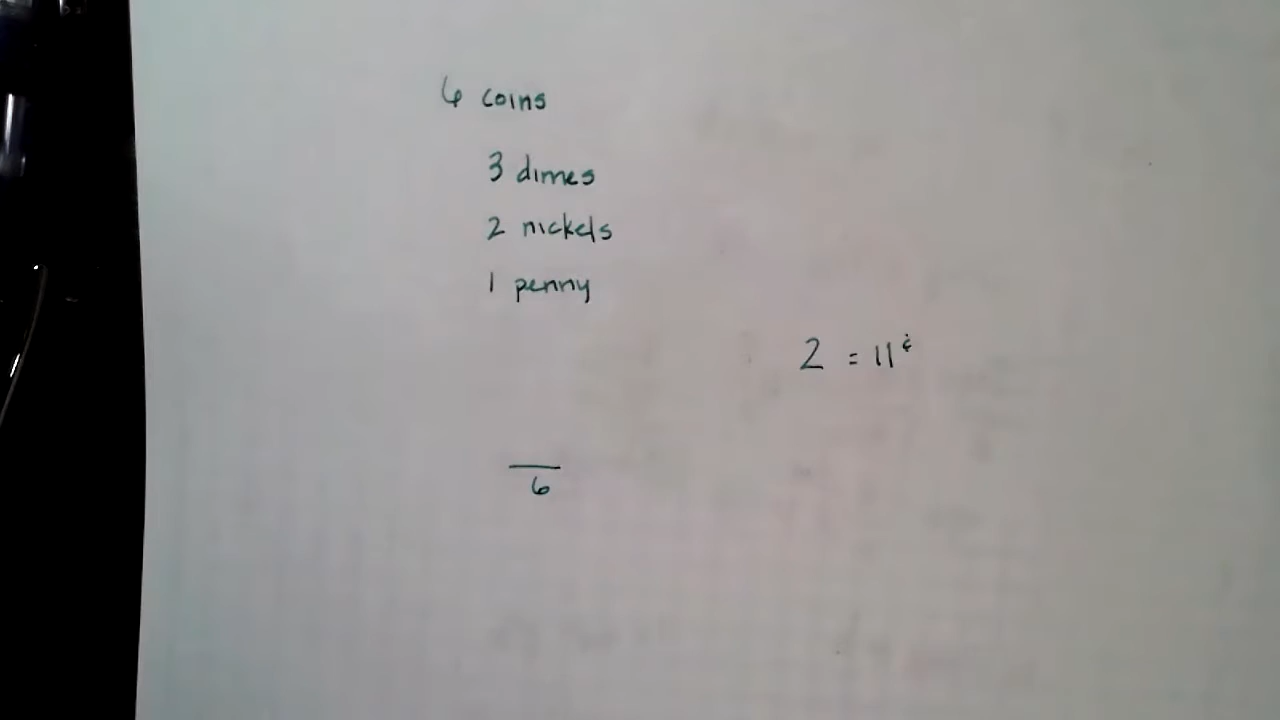 6 coins
3 dimes
2 nickels
1 penny
2 = 11¢
6